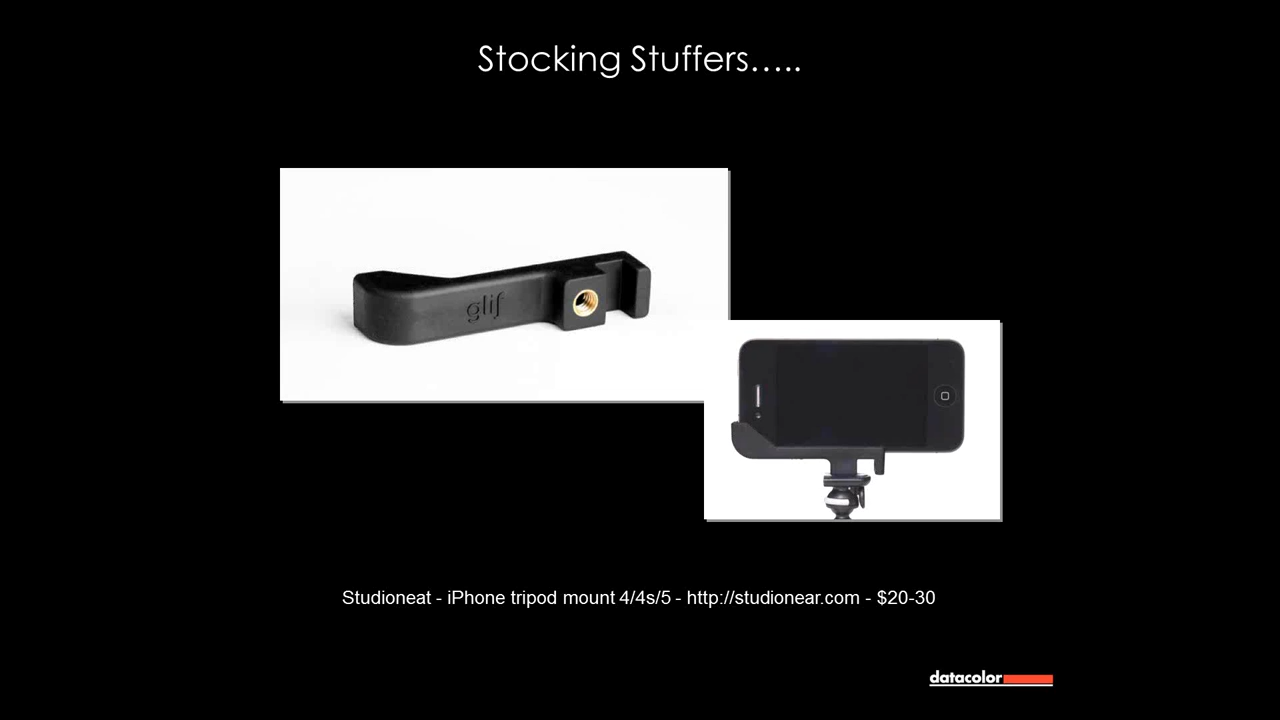 Stocking Stuffers.....
glif
Studioneat - iPhone tripod mount 4/4s/5 - http://studionear.com - $20-30
datacolor